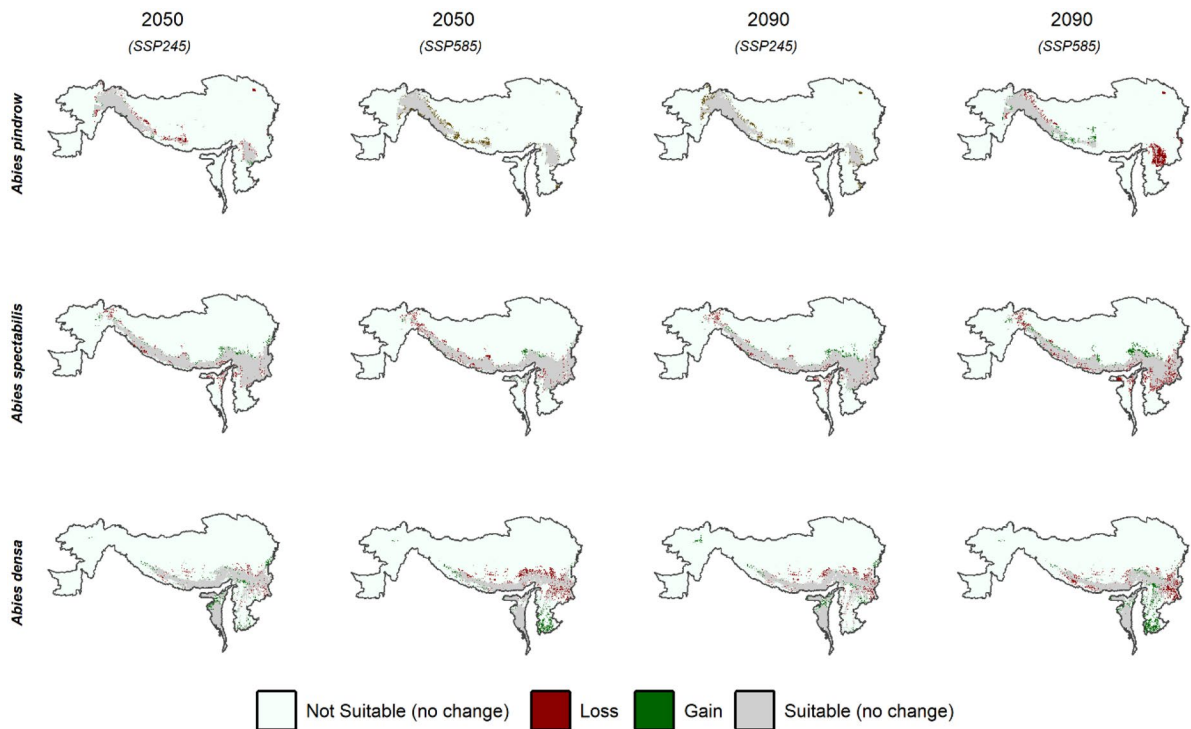 2050 2050 2090 2090
(SSP245) (SSP585) (SSP245) (SSP585)
Abies pindrow
Abies spectabilis
Abies densa
Not Suitable (no change) Loss Gain Suitable (no change)